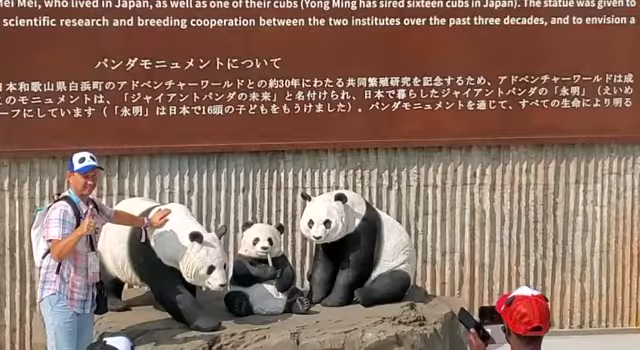 Mei Mei, who lived in Japan, as well as one of their cubs (Yong Ming has sired sixteen cubs in Japan). The statue was given to
scientific research and breeding cooperation between the two institutes over the past three decades, and to envision a
パンダモニュメントについて
日本和歌山県白浜町のアドベンチャーワールドとの約30年にわたる共同繁殖研究を記念するため、アドベンチャーワールドは成
このモニュメントは、「ジャイアントパンダの未来」と名付けられ、日本で暮らしたジャイアントパンダの「永明」（えいめ
ーフにしています（「永明」は日本で16頭の子どもをもうけました）。パンダモニュメントを通じて、すべての生命により明る